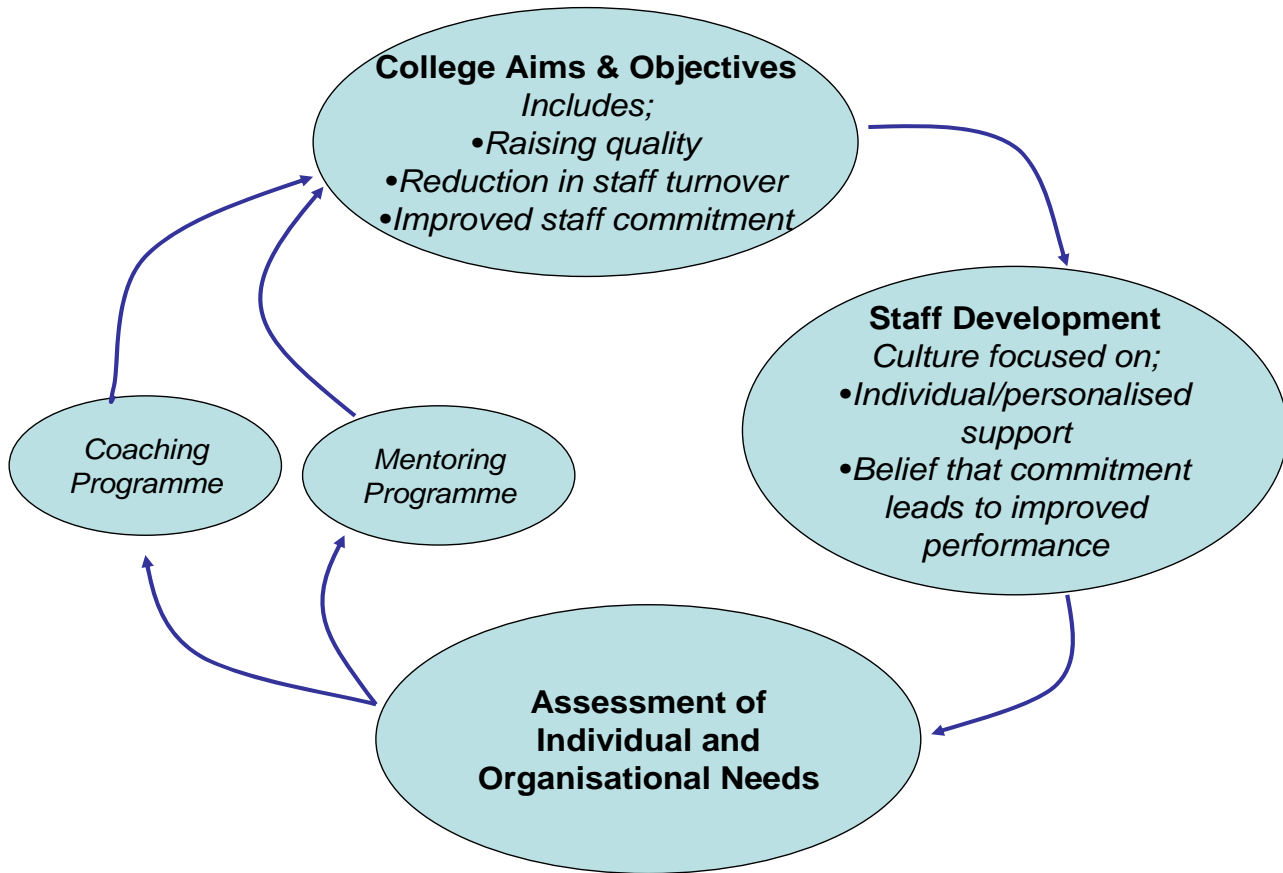 College Aims & Objectives
Includes;
•Raising quality
•Reduction in staff turnover
•Improved staff commitment
Staff Development
Culture focused on;
•Individual/personalised
support
•Belief that commitment
leads to improved
performance
Coaching
Programme
Mentoring
Programme
Assessment of
Individual and
Organisational Needs